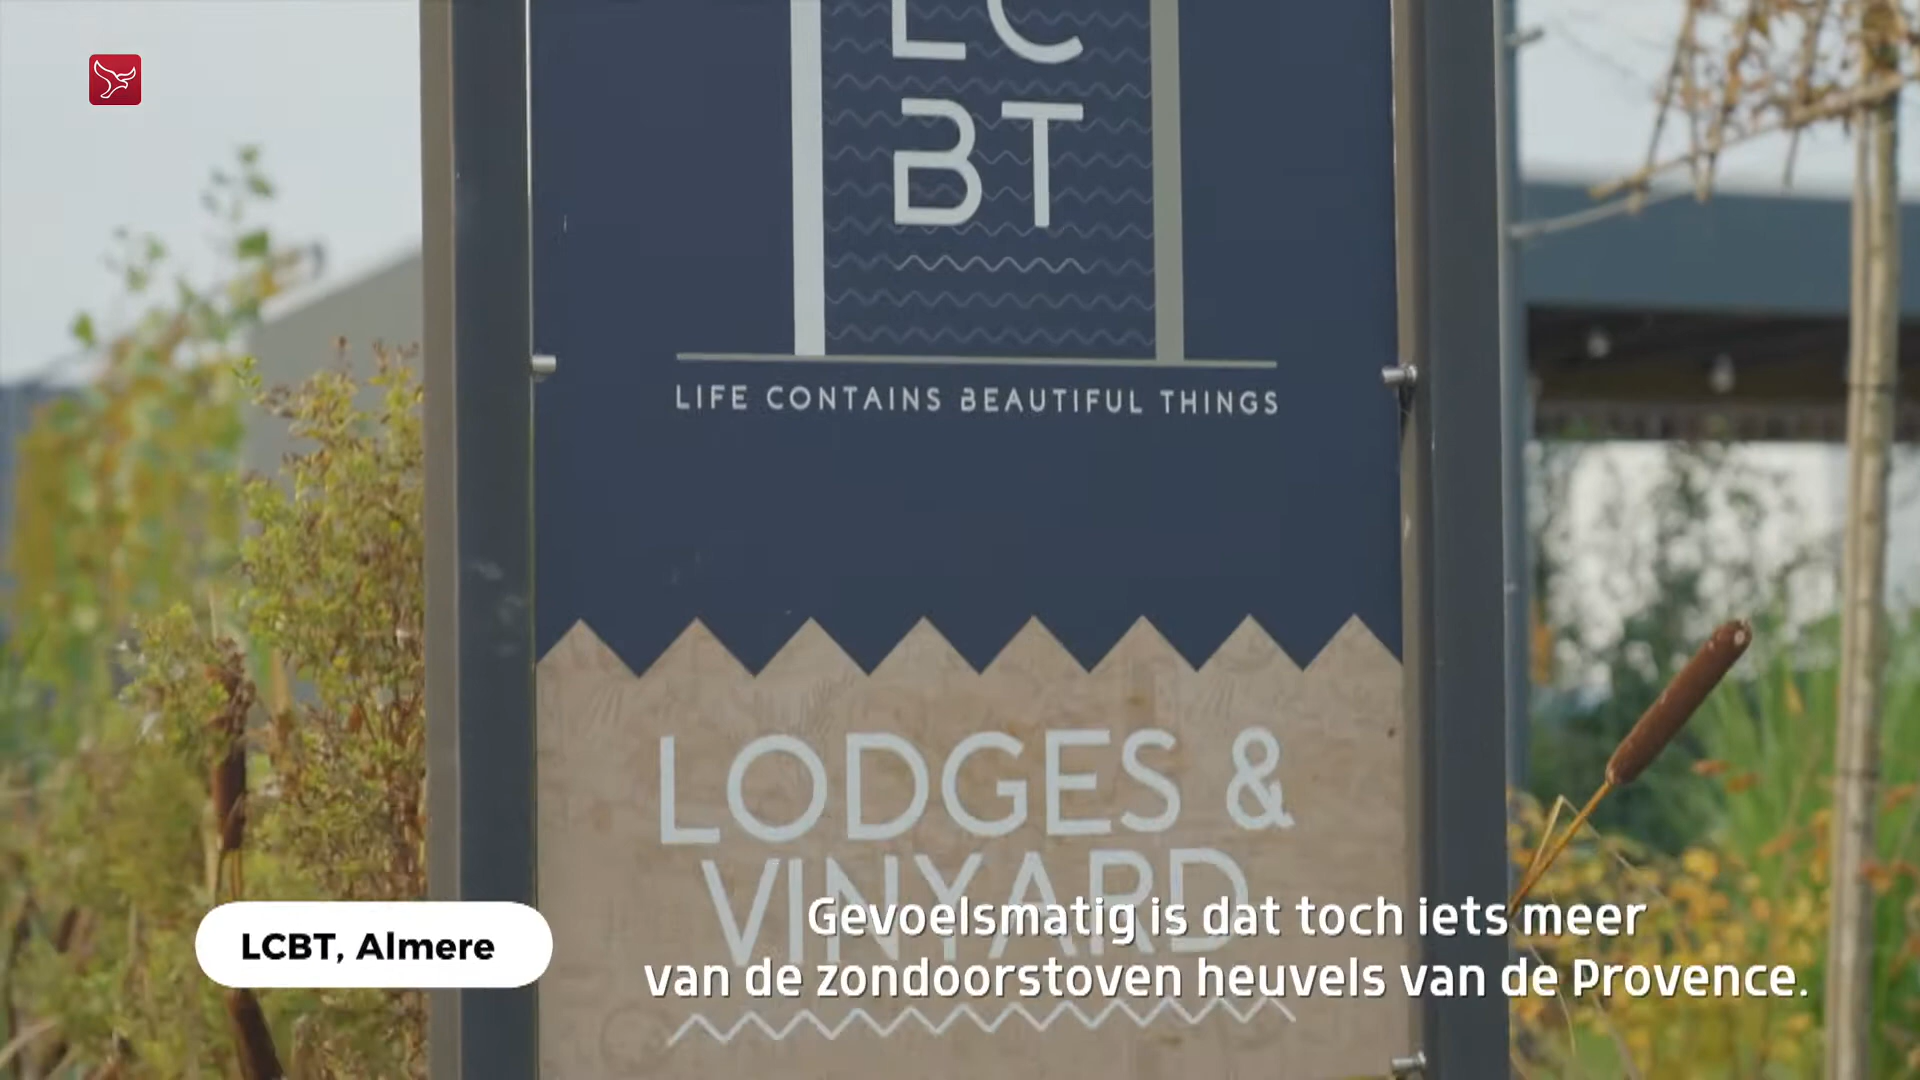 LC
BT
LIFE CONTAINS BEAUTIFUL THINGS
LODGES &
VINYARD
LCBT, Almere
Gevoelsmatig is dat toch iets meer
van de zondoorstoven heuvels van de Provence.